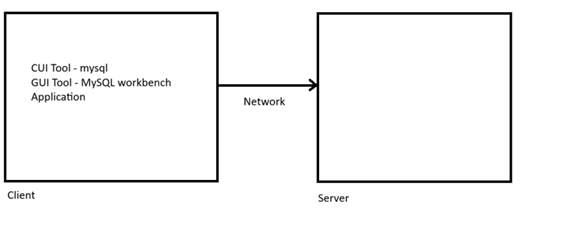 CUI Tool - mysql
GUI Tool - MySQL workbench
Application
Network
Client
Server